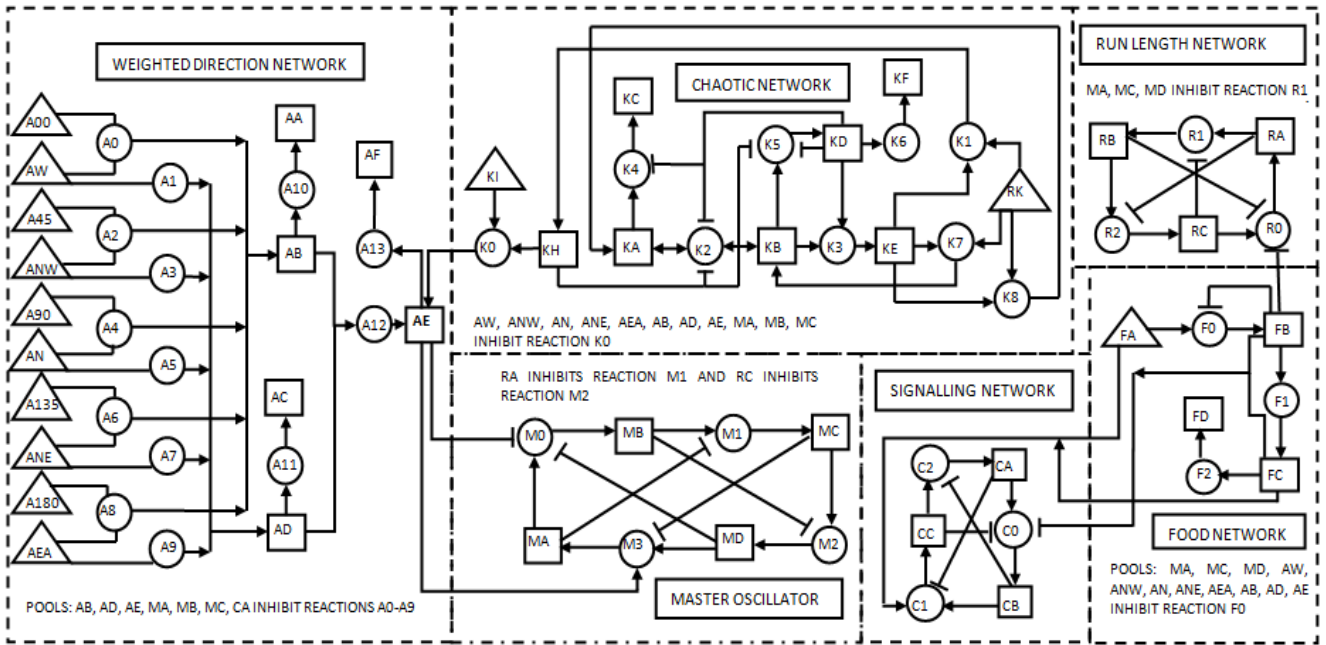 WEIGHTED DIRECTION NETWORK
A00
AW
A45
ANW
A90
AN
A135
ANE
A180
AEA
A0
A1
A2
A3
A4
A5
A6
A7
A8
A9
AA
A10
AB
AC
A11
AD
AF
A13
A12
AE
POOLS: AB, AD, AE, MA, MB, MC, CA INHIBIT REACTIONS A0-A9
CHAOTIC NETWORK
KI
K0
KH
KC
K4
KA
K2
K5
KB
KD
K3
KF
K6
KE
K1
K7
RK
K8
AW, ANW, AN, ANE, AEA, AB, AD, AE, MA, MB, MC
INHIBIT REACTION K0
RUN LENGTH NETWORK
MA, MC, MD INHIBIT REACTION R1
RB
R1
RA
R2
RC
R0
RA INHIBITS REACTION M1 AND RC INHIBITS
REACTION M2
M0
MB
M1
MC
MA
M3
MD
M2
MASTER OSCILLATOR
SIGNALLING NETWORK
C2
CA
CC
C0
C1
CB
FA
F0
FB
F1
FD
F2
FC
FOOD NETWORK
POOLS: MA, MC, MD, AW,
ANW, AN, ANE, AEA, AB, AD, AE
INHIBIT REACTION F0